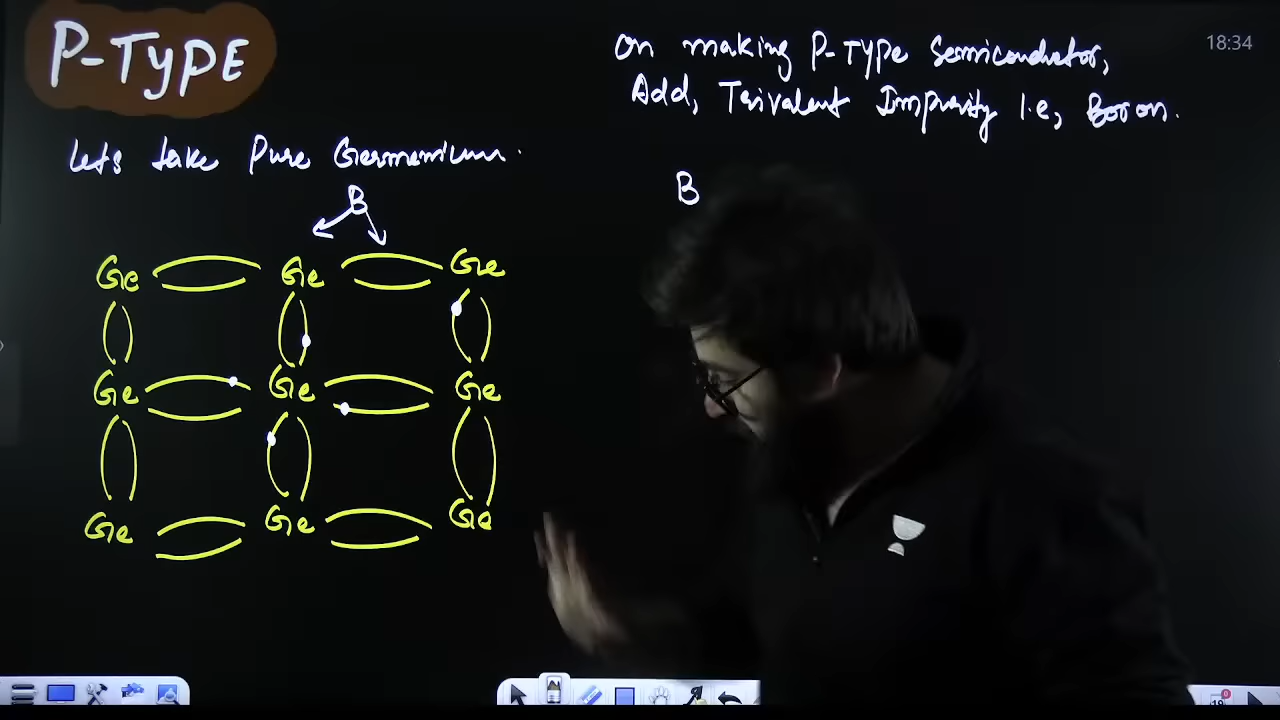 P-TYPE
On making P-TYPE Semiconductor,
18:34
Add, Trivalent Impurity i.e, Boron.
Lets take Pure Germenium.
B
B
Ge Ge Ge
Ge Ge Ge
Ge Ge Ge